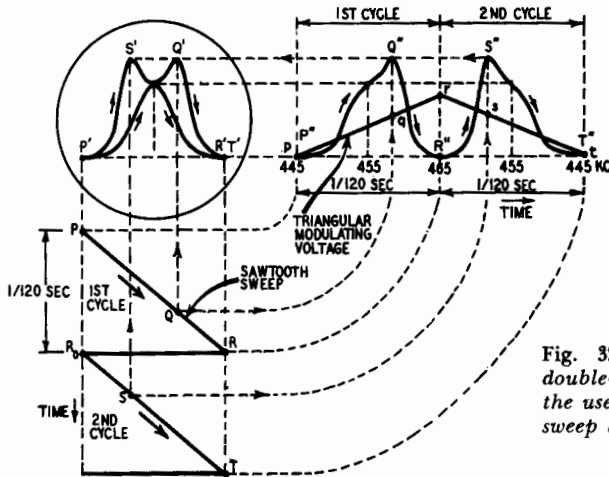 1ST CYCLE
2ND CYCLE
S' Q'
Q" S"
P' R' T'
P P" q r R" s T" t
445 455 465 455 445 KC
1/120 SEC 1/120 SEC
TIME
TRIANGULAR
MODULATING
VOLTAGE
P
1/120 SEC
1ST
CYCLE
SAWTOOTH
SWEEP
Q
R
R
S
TIME
2ND
CYCLE
T
Fig. 3
double-
the use
sweep